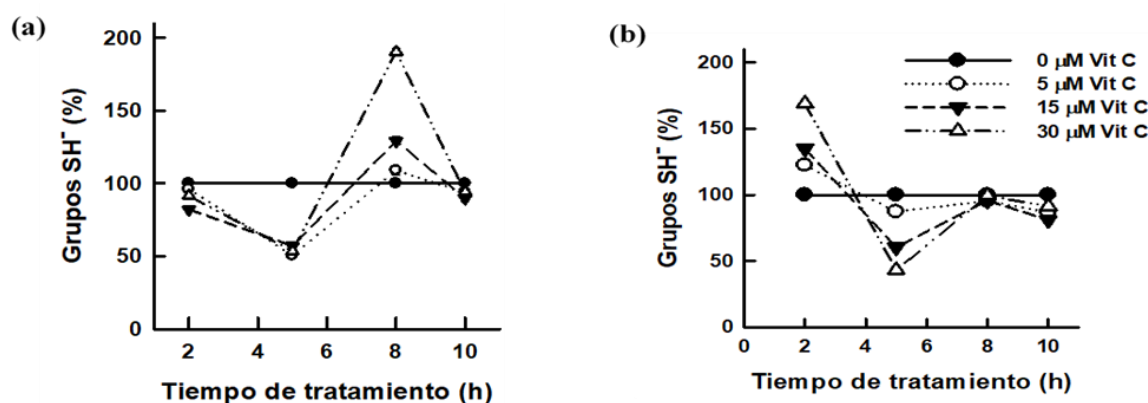 (a)
200
150
100
50
0
Grupos SH⁻ (%)
2 4 6 8 10
Tiempo de tratamiento (h)
(b)
200
150
100
50
0
Grupos SH⁻ (%)
0 μM Vit C
5 μM Vit C
15 μM Vit C
30 μM Vit C
0 2 4 6 8 10
Tiempo de tratamiento (h)